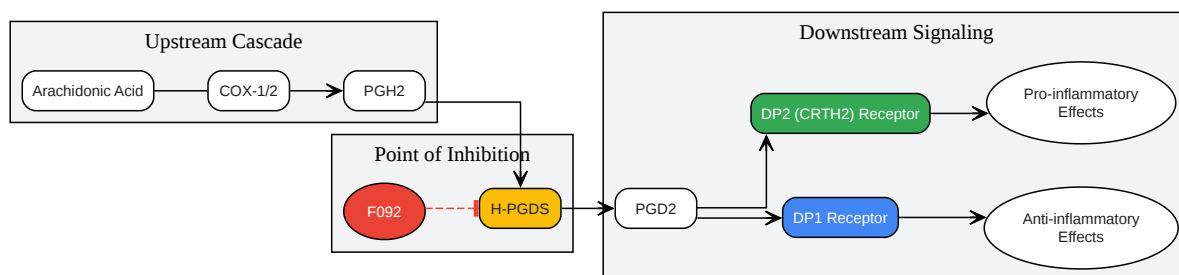 Upstream Cascade
Arachidonic Acid
COX-1/2
PGH2
Point of Inhibition
F092
H-PGDS
Downstream Signaling
PGD2
DP2 (CRTH2) Receptor
Pro-inflammatory
Effects
DP1 Receptor
Anti-inflammatory
Effects